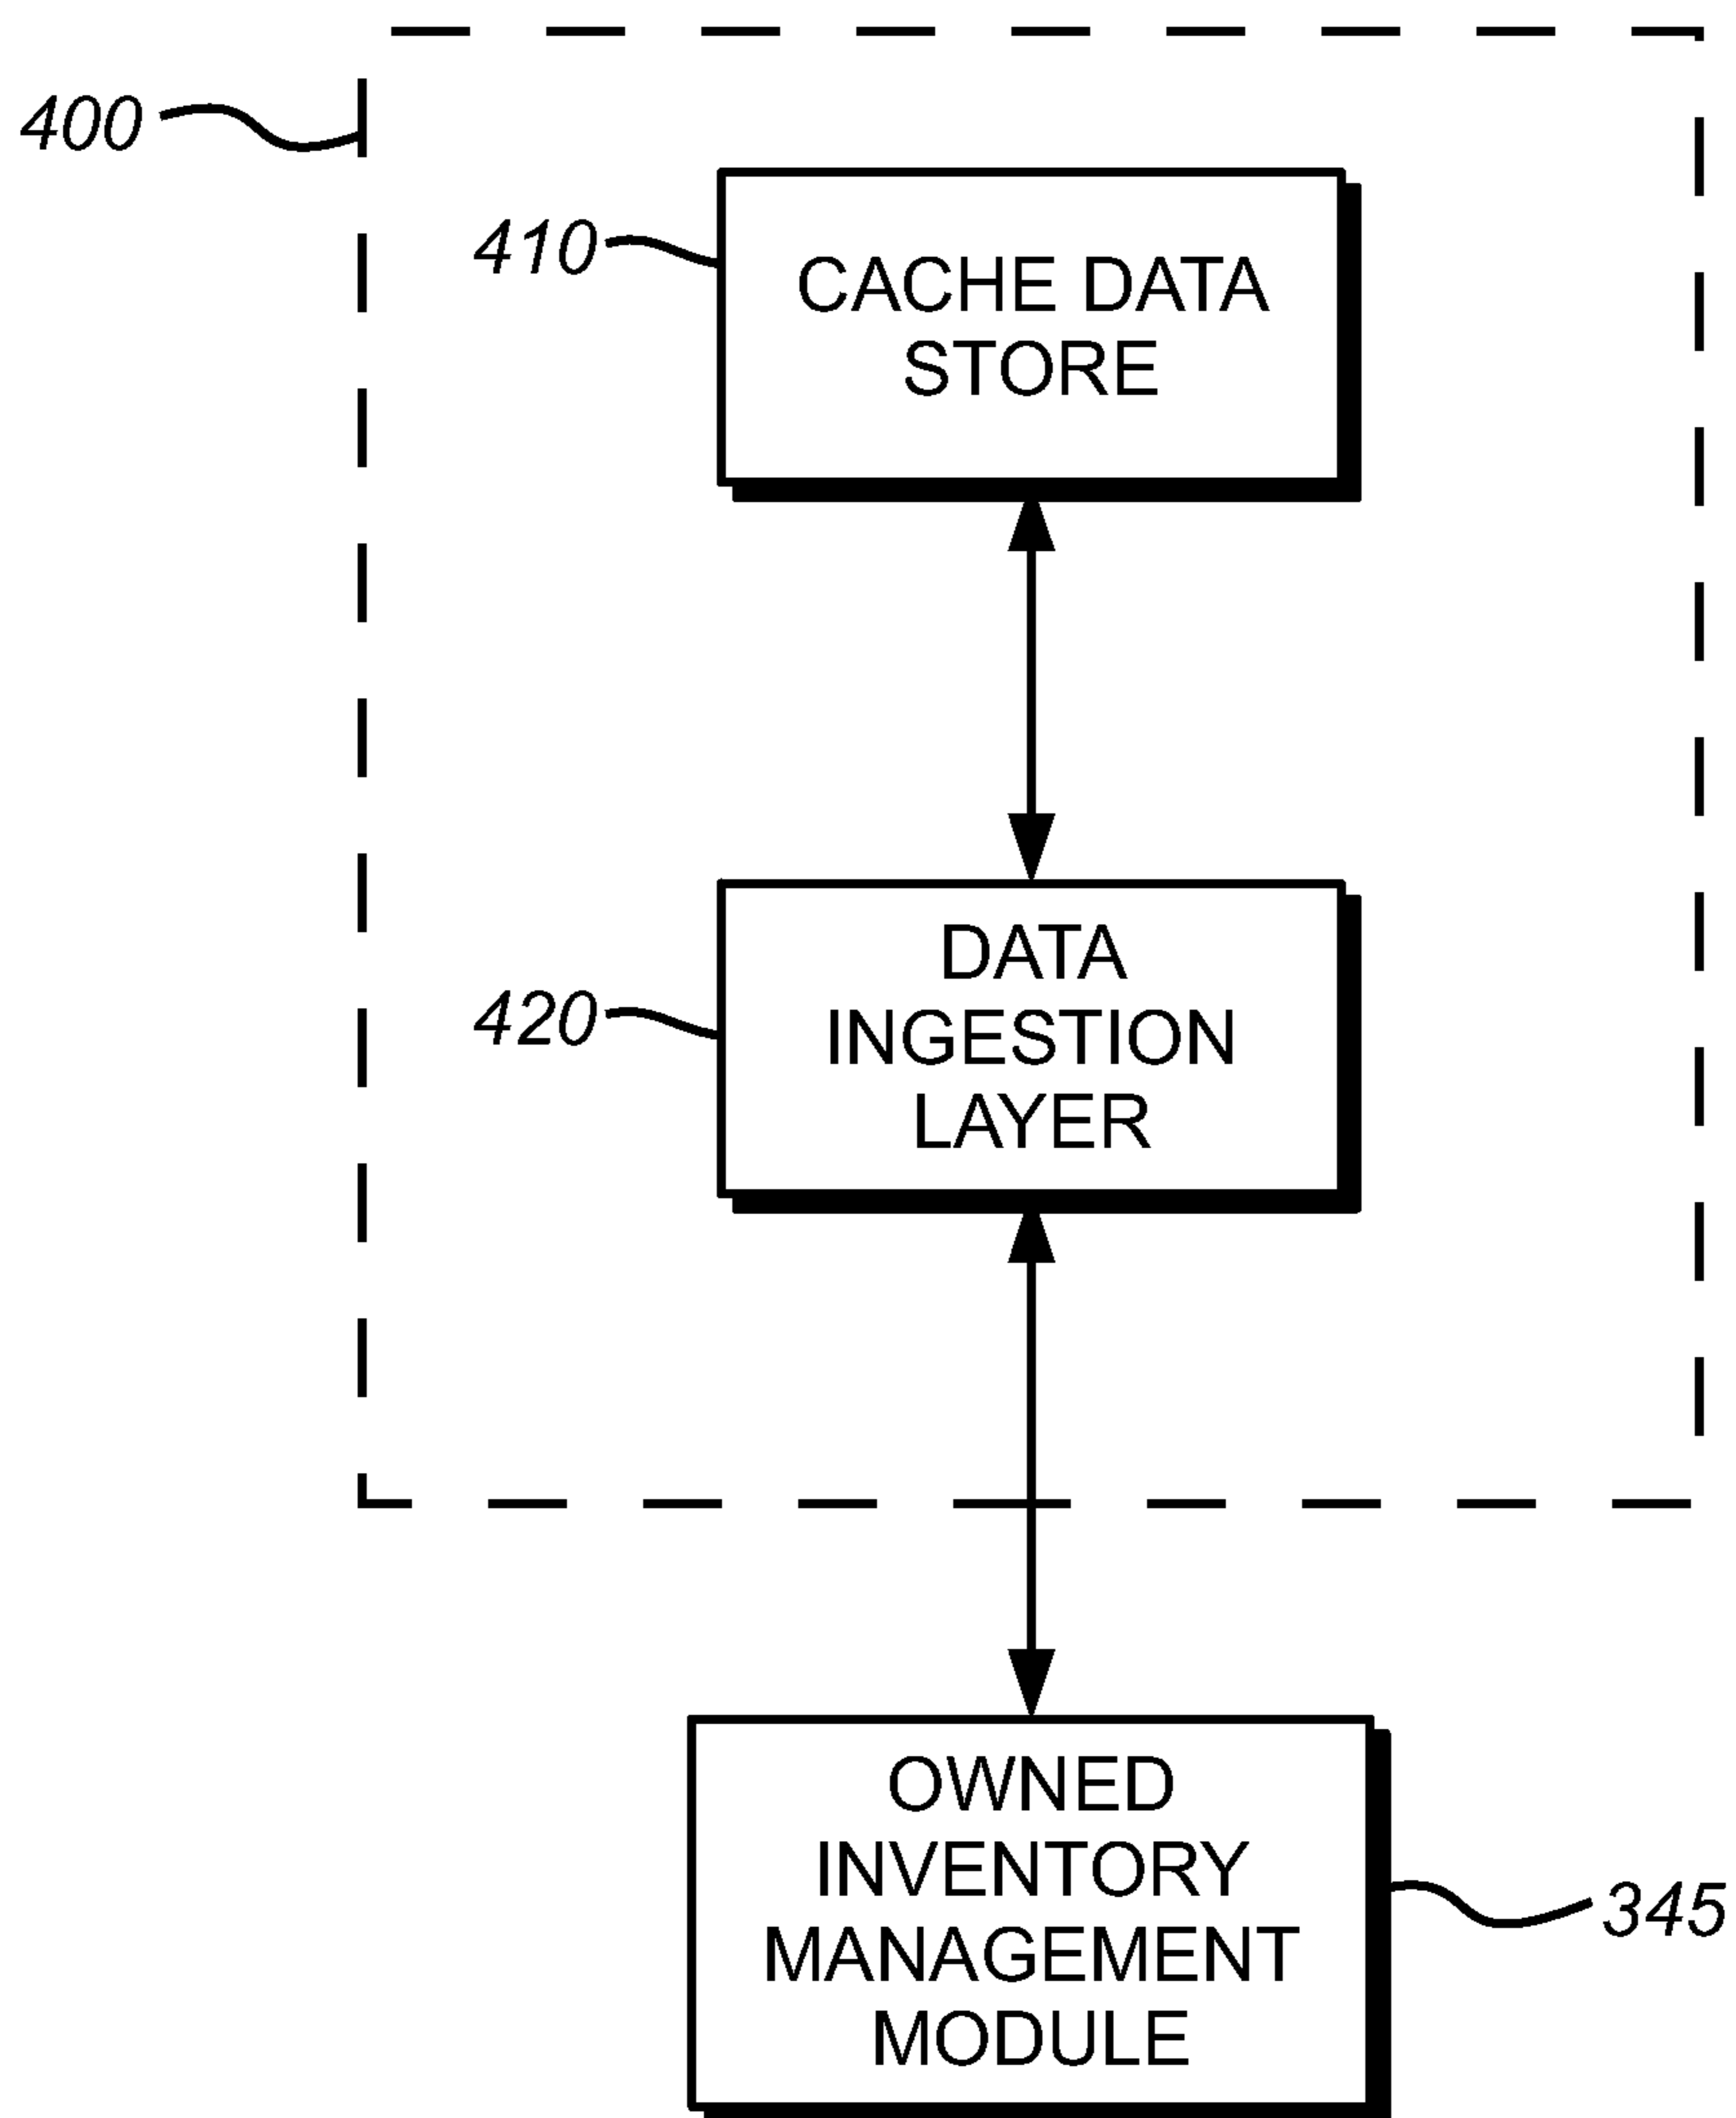 400
410
CACHE DATA
STORE
420
DATA
INGESTION
LAYER
OWNED
INVENTORY
MANAGEMENT
MODULE
345